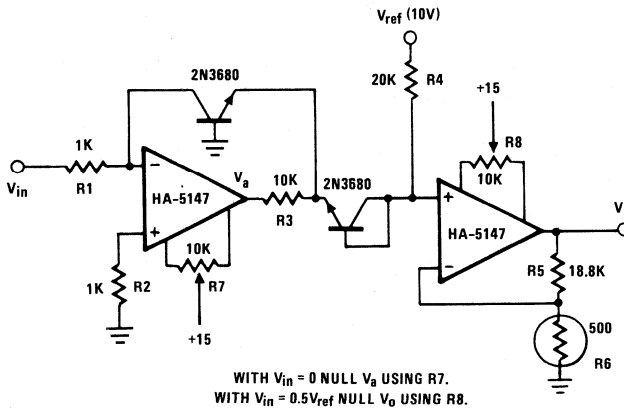 Vref (10V)
2N3680
20K R4
+15
R8
10K
1K
Vin
R1
−
HA-5147
+
Va
10K
R3
2N3680
+
HA-5147
−
V
R5 18.8K
10K
R7
1K R2
+15
500
R6
WITH Vin = 0 NULL Va USING R7.
WITH Vin = 0.5Vref NULL Vo USING R8.